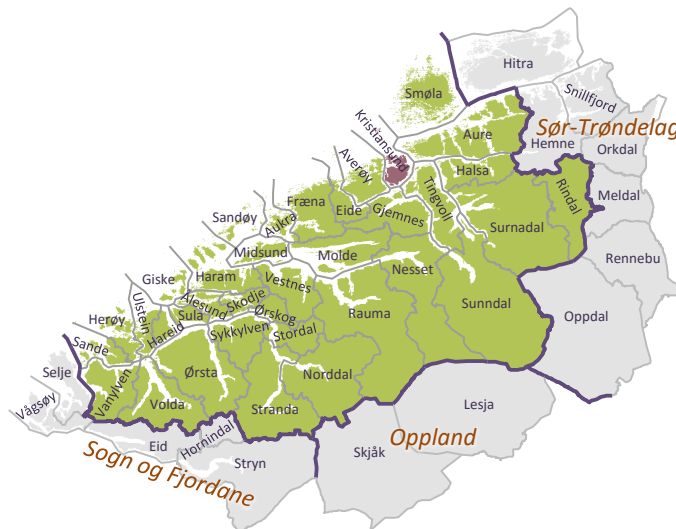 Hitra
Smøla
Snillfjord
Kristiansund
Aure
Sør-Trøndelag
Hemne
Orkdal
Averøy
Halsa
Rindal
Meldal
Tingvoll
Fræna
Eide
Gjemnes
Sandøy
Aukra
Surnadal
Midsund
Molde
Rennebu
Nesset
Giske
Haram
Vestnes
Sunndal
Ulstein
Ålesund
Skodje
Rauma
Oppdal
Herøy
Sula
Ørskog
Hareid
Sykkylven
Stordal
Sande
Selje
Vanylven
Ørsta
Norddal
Vågsøy
Volda
Stranda
Lesja
Eid
Hornindal
Oppland
Skjåk
Stryn
Sogn og Fjordane